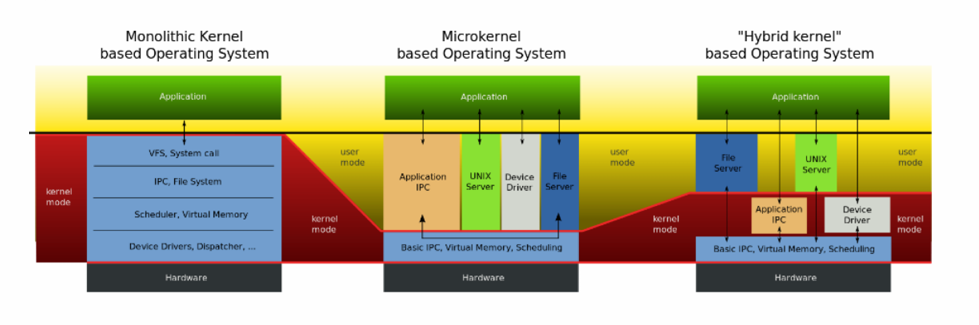 Monolithic Kernel
based Operating System
Microkernel
based Operating System
"Hybrid kernel"
based Operating System
Application
Application
Application
VFS, System call
IPC, File System
Scheduler, Virtual Memory
Device Drivers, Dispatcher, ...
Hardware
kernel
mode
user
mode
kernel
mode
Application
IPC
UNIX
Server
Device
Driver
File
Server
Basic IPC, Virtual Memory, Scheduling
Hardware
user
mode
kernel
mode
File
Server
UNIX
Server
user
mode
Application
IPC
Device
Driver
kernel
mode
Basic IPC, Virtual Memory, Scheduling
Hardware